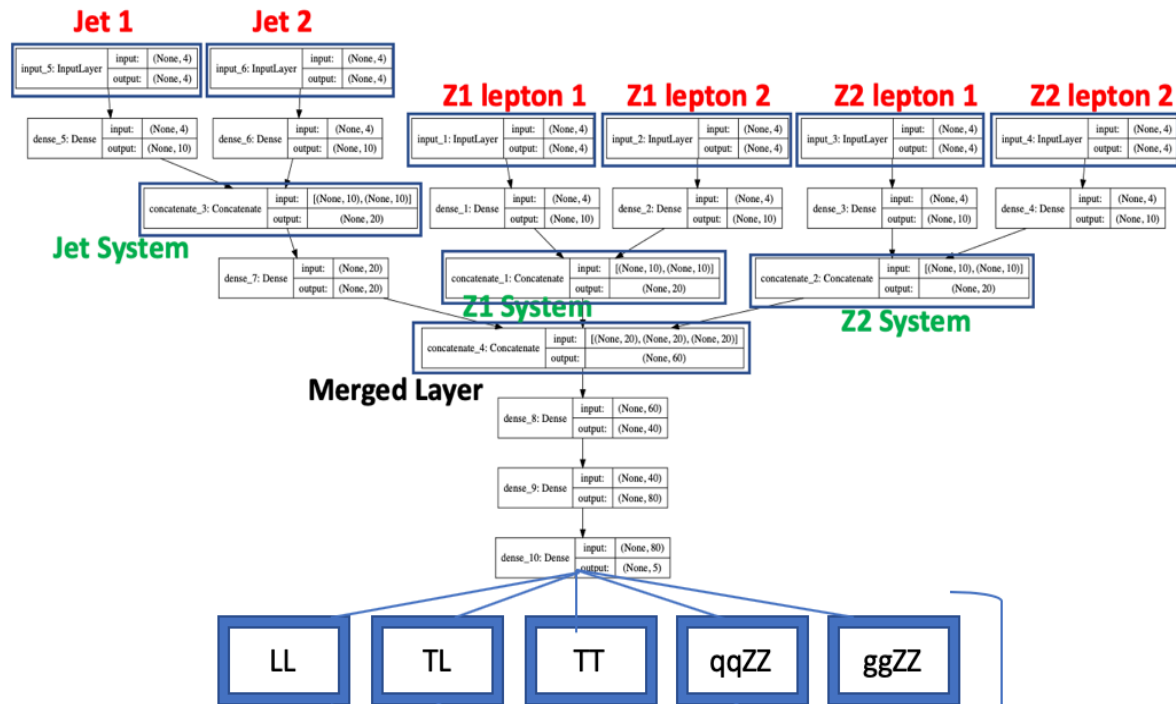 Jet 1 Jet 2
input_5: InputLayer input: (None, 4) output: (None, 4)
input_6: InputLayer input: (None, 4) output: (None, 4)
Z1 lepton 1 Z1 lepton 2 Z2 lepton 1 Z2 lepton 2
dense_5: Dense input: (None, 4) output: (None, 10)
dense_6: Dense input: (None, 4) output: (None, 10)
input_1: InputLayer input: (None, 4) output: (None, 4)
input_2: InputLayer input: (None, 4) output: (None, 4)
input_3: InputLayer input: (None, 4) output: (None, 4)
input_4: InputLayer input: (None, 4) output: (None, 4)
concatenate_3: Concatenate input: [(None, 10), (None, 10)] output: (None, 20)
dense_1: Dense input: (None, 4) output: (None, 10)
dense_2: Dense input: (None, 4) output: (None, 10)
dense_3: Dense input: (None, 4) output: (None, 10)
dense_4: Dense input: (None, 4) output: (None, 10)
Jet System
dense_7: Dense input: (None, 20) output: (None, 20)
concatenate_1: Concatenate input: [(None, 10), (None, 10)] output: (None, 20)
concatenate_2: Concatenate input: [(None, 10), (None, 10)] output: (None, 20)
Z1 System Z2 System
concatenate_4: Concatenate input: [(None, 20), (None, 20), (None, 20)] output: (None, 60)
Merged Layer
dense_8: Dense input: (None, 60) output: (None, 40)
dense_9: Dense input: (None, 40) output: (None, 80)
dense_10: Dense input: (None, 80) output: (None, 5)
LL TL TT qqZZ ggZZ